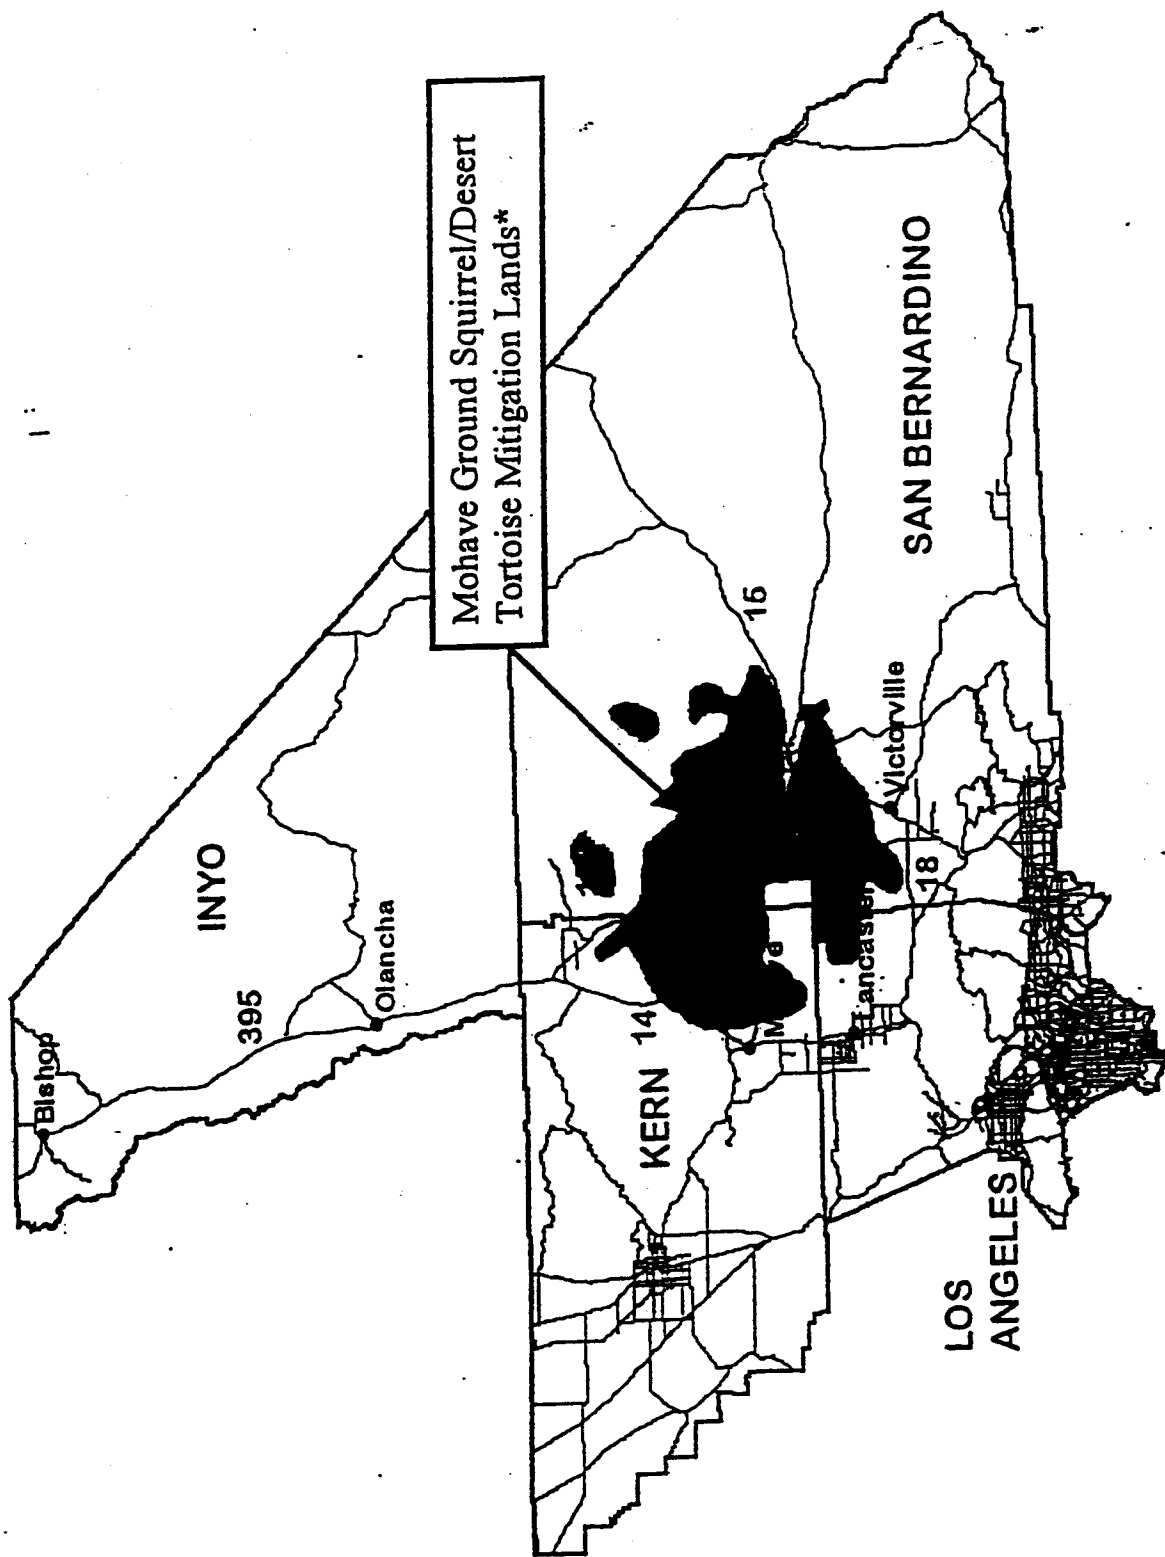 Bishop
395
INYO
Olancha
Mohave Ground Squirrel/Desert
Tortoise Mitigation Lands*
KERN
14
15
Lancaster
Victorville
18
SAN BERNARDINO
LOS
ANGELES